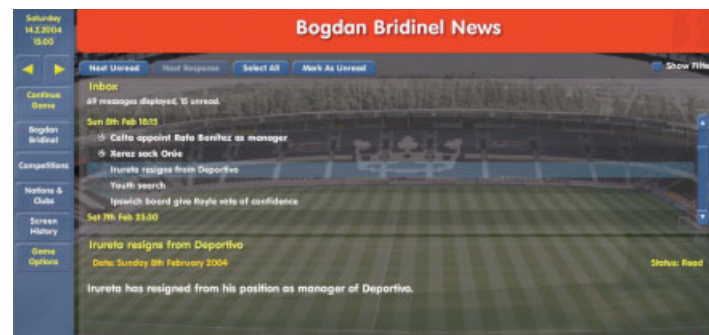 Saturday
14.2.2004
15:00
Bogdan Bridinel News
Next Unread
Next Response
Select All
Mark As Unread
Show Filte
Continue
Game
Bogdan
Bridinel
Competitions
Nations &
Clubs
Screen
History
Game
Options
Inbox
69 messages displayed, 15 unread.
Sun 8th Feb 18:15
Celta appoint Rafa Benítez as manager
Xerez sack Orúe
Irureta resigns from Deportivo
Youth search
Ipswich board give Royle vote of confidence
Sat 7th Feb 23:30
Irureta resigns from Deportivo
Date: Sunday 8th February 2004
Status: Read
Irureta has resigned from his position as manager of Deportivo.